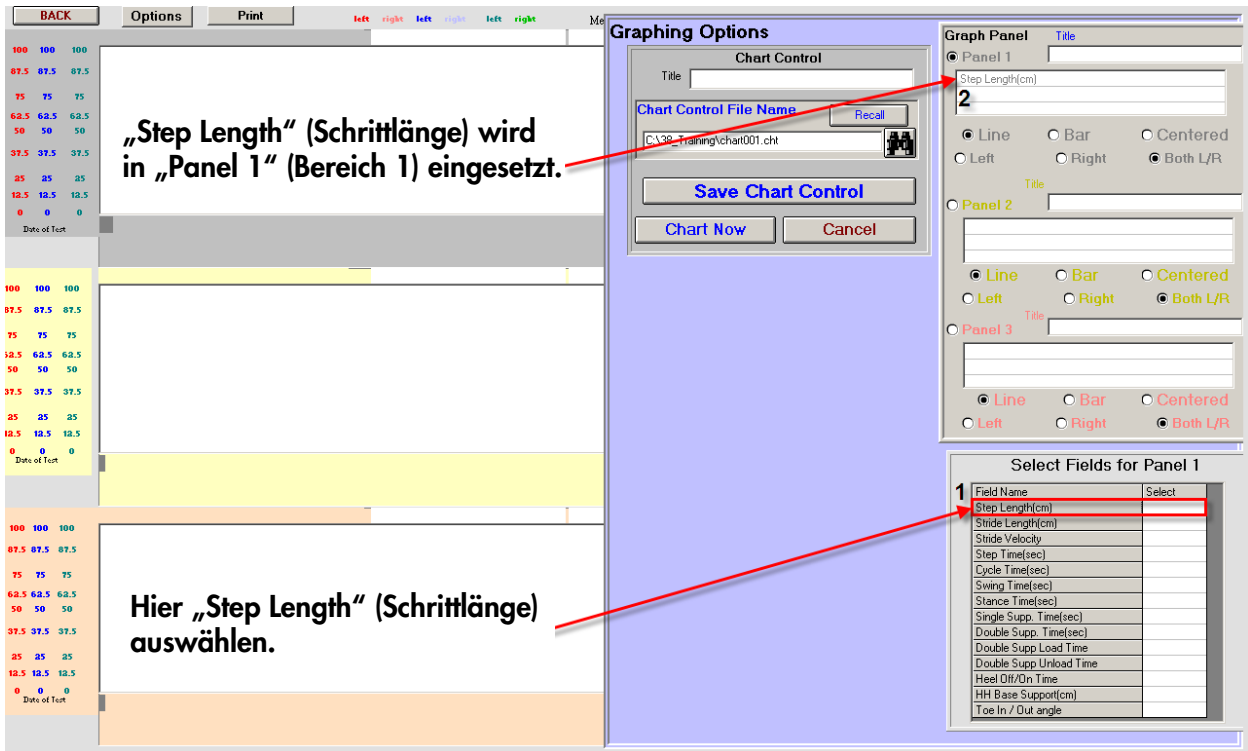 BACK Options Print left right left right left right Me
100 100 100
87.5 87.5 87.5
75 75 75
62.5 62.5 62.5
50 50 50
37.5 37.5 37.5
25 25 25
12.5 12.5 12.5
0 0 0
Date of Test
„Step Length“ (Schrittlänge) wird
in „Panel 1“ (Bereich 1) eingesetzt.
100 100 100
87.5 87.5 87.5
75 75 75
62.5 62.5 62.5
50 50 50
37.5 37.5 37.5
25 25 25
12.5 12.5 12.5
0 0 0
Date of Test
100 100 100
87.5 87.5 87.5
75 75 75
62.5 62.5 62.5
50 50 50
37.5 37.5 37.5
25 25 25
12.5 12.5 12.5
0 0 0
Date of Test
Hier „Step Length“ (Schrittlänge)
auswählen.
Graphing Options
Chart Control
Title
Chart Control File Name Recall
C:\38_Training\chart001.cht
Save Chart Control
Chart Now Cancel
Graph Panel Title
Panel 1
Step Length(cm)
2
Line Bar Centered
Left Right Both L/R
Title
Panel 2
Line Bar Centered
Left Right Both L/R
Title
Panel 3
Line Bar Centered
Left Right Both L/R
Select Fields for Panel 1
1 Field Name Select
Step Length(cm)
Stride Length(cm)
Stride Velocity
Step Time(sec)
Cycle Time(sec)
Swing Time(sec)
Stance Time(sec)
Single Supp. Time(sec)
Double Supp. Time(sec)
Double Supp Load Time
Double Supp Unload Time
Heel Off/On Time
HH Base Support(cm)
Toe In / Out angle